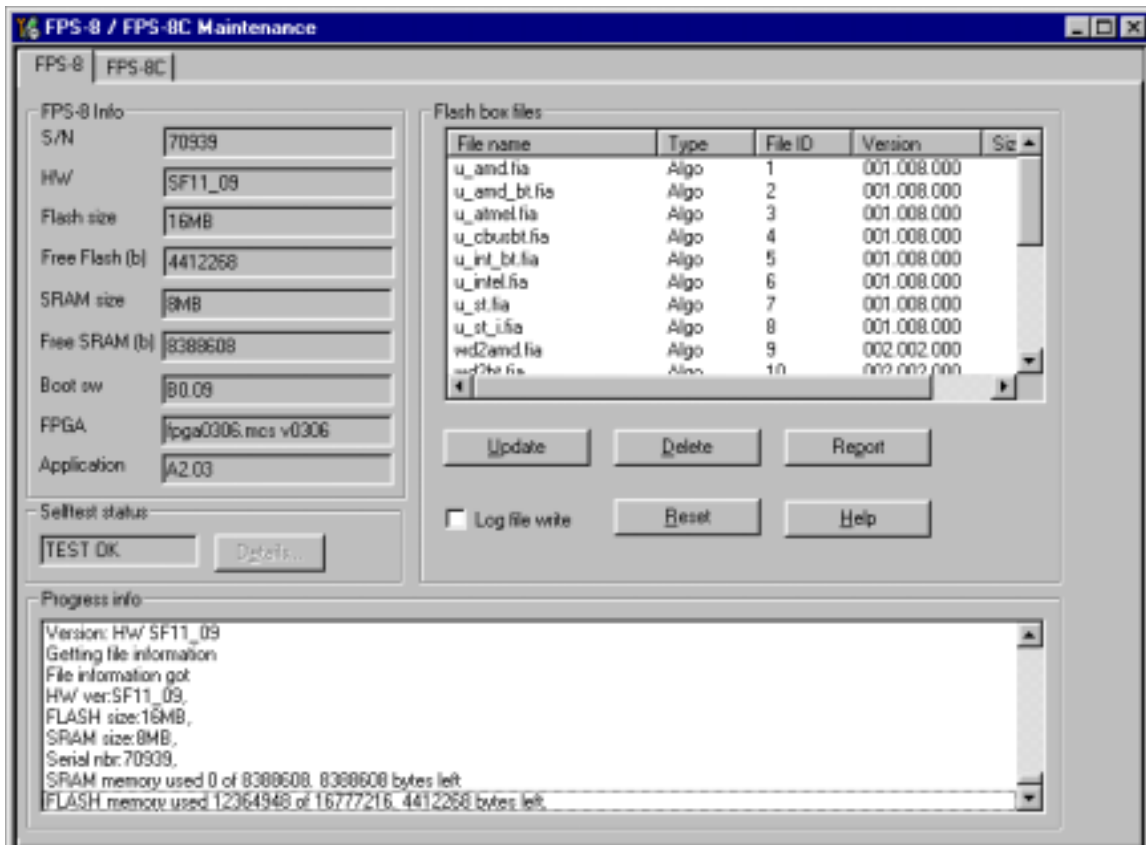 FPS-8 / FPS-8C Maintenance
FPS-8 FPS-8C
FPS-8 Info
S/N 70939
HW SF11_09
Flash size 16MB
Free Flash (b) 4412268
SRAM size 8MB
Free SRAM (b) 8388608
Boot sw B0.09
FPGA fpga0306.mcs v0306
Application A2.03
Selftest status
TEST OK Details...
Flash box files
File name Type File ID Version Siz
u_amd.fia Algo 1 001.008.000
u_amd_bt.fia Algo 2 001.008.000
u_atmel.fia Algo 3 001.008.000
u_cbusbt.fia Algo 4 001.008.000
u_int_bt.fia Algo 5 001.008.000
u_intel.fia Algo 6 001.008.000
u_st.fia Algo 7 001.008.000
u_st_i.fia Algo 8 001.008.000
wd2amd.fia Algo 9 002.002.000
wd2bt.fia Algo 10 002.002.000
Update Delete Report
Log file write Reset Help
Progress info
Version: HW SF11_09
Getting file information
File information got
HW ver:SF11_09,
FLASH size:16MB,
SRAM size:8MB,
Serial nbr:70939,
SRAM memory used 0 of 8388608. 8388608 bytes left
FLASH memory used 12364948 of 16777216. 4412268 bytes left.